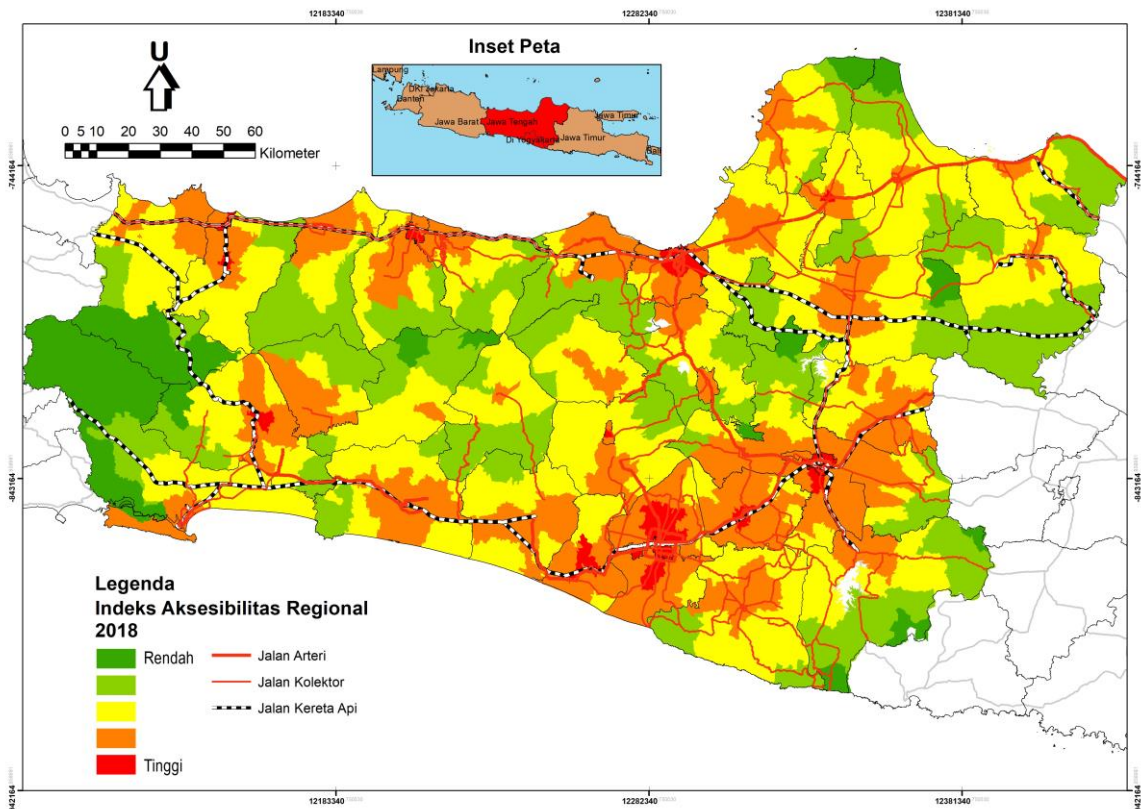 12183340
12282340
12381340
U
Inset Peta
Lampung
DKI Jakarta
Banten
Jawa Barat
Jawa Tengah
DI Yogyakarta
Jawa Timur
Jawa Timur
Bali
0 5 10 20 30 40 50 60
Kilometer
-744164
-744164
-843164
-843164
Legenda
Indeks Aksesibilitas Regional
2018
Rendah
Jalan Arteri
Jalan Kolektor
Jalan Kereta Api
Tinggi
12183340
12282340
12381340